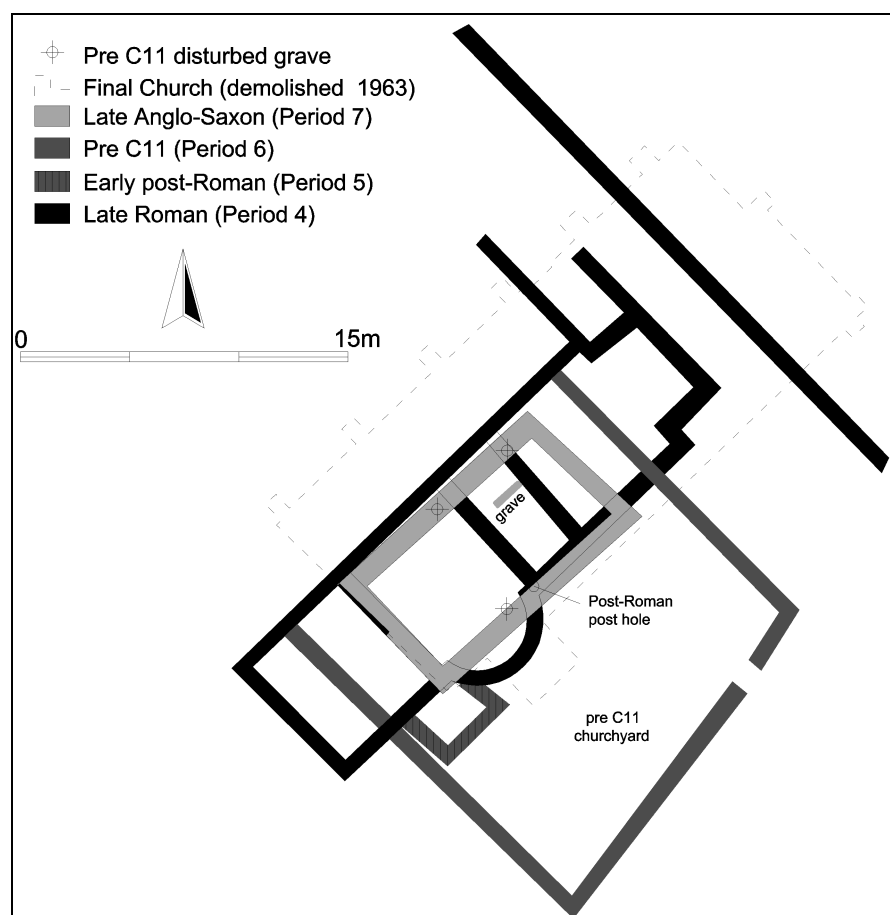 Pre C11 disturbed grave
Final Church (demolished 1963)
Late Anglo-Saxon (Period 7)
Pre C11 (Period 6)
Early post-Roman (Period 5)
Late Roman (Period 4)
0 15m
grave
Post-Roman
post hole
pre C11
churchyard